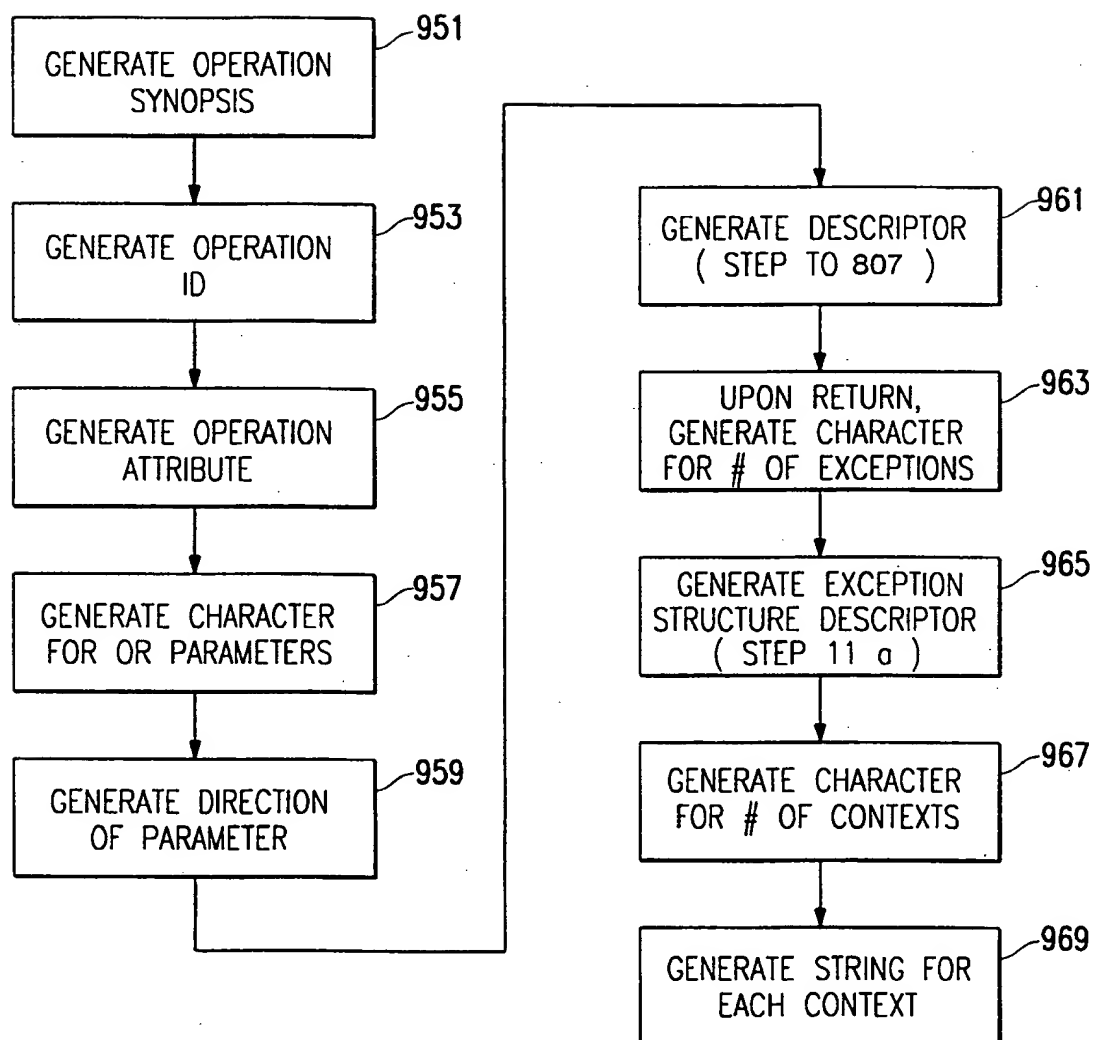 951
GENERATE OPERATION
SYNOPSIS
953
GENERATE OPERATION
ID
955
GENERATE OPERATION
ATTRIBUTE
957
GENERATE CHARACTER
FOR OR PARAMETERS
959
GENERATE DIRECTION
OF PARAMETER
961
GENERATE DESCRIPTOR
( STEP TO 807 )
963
UPON RETURN,
GENERATE CHARACTER
FOR # OF EXCEPTIONS
965
GENERATE EXCEPTION
STRUCTURE DESCRIPTOR
( STEP 11 a )
967
GENERATE CHARACTER
FOR # OF CONTEXTS
969
GENERATE STRING FOR
EACH CONTEXT